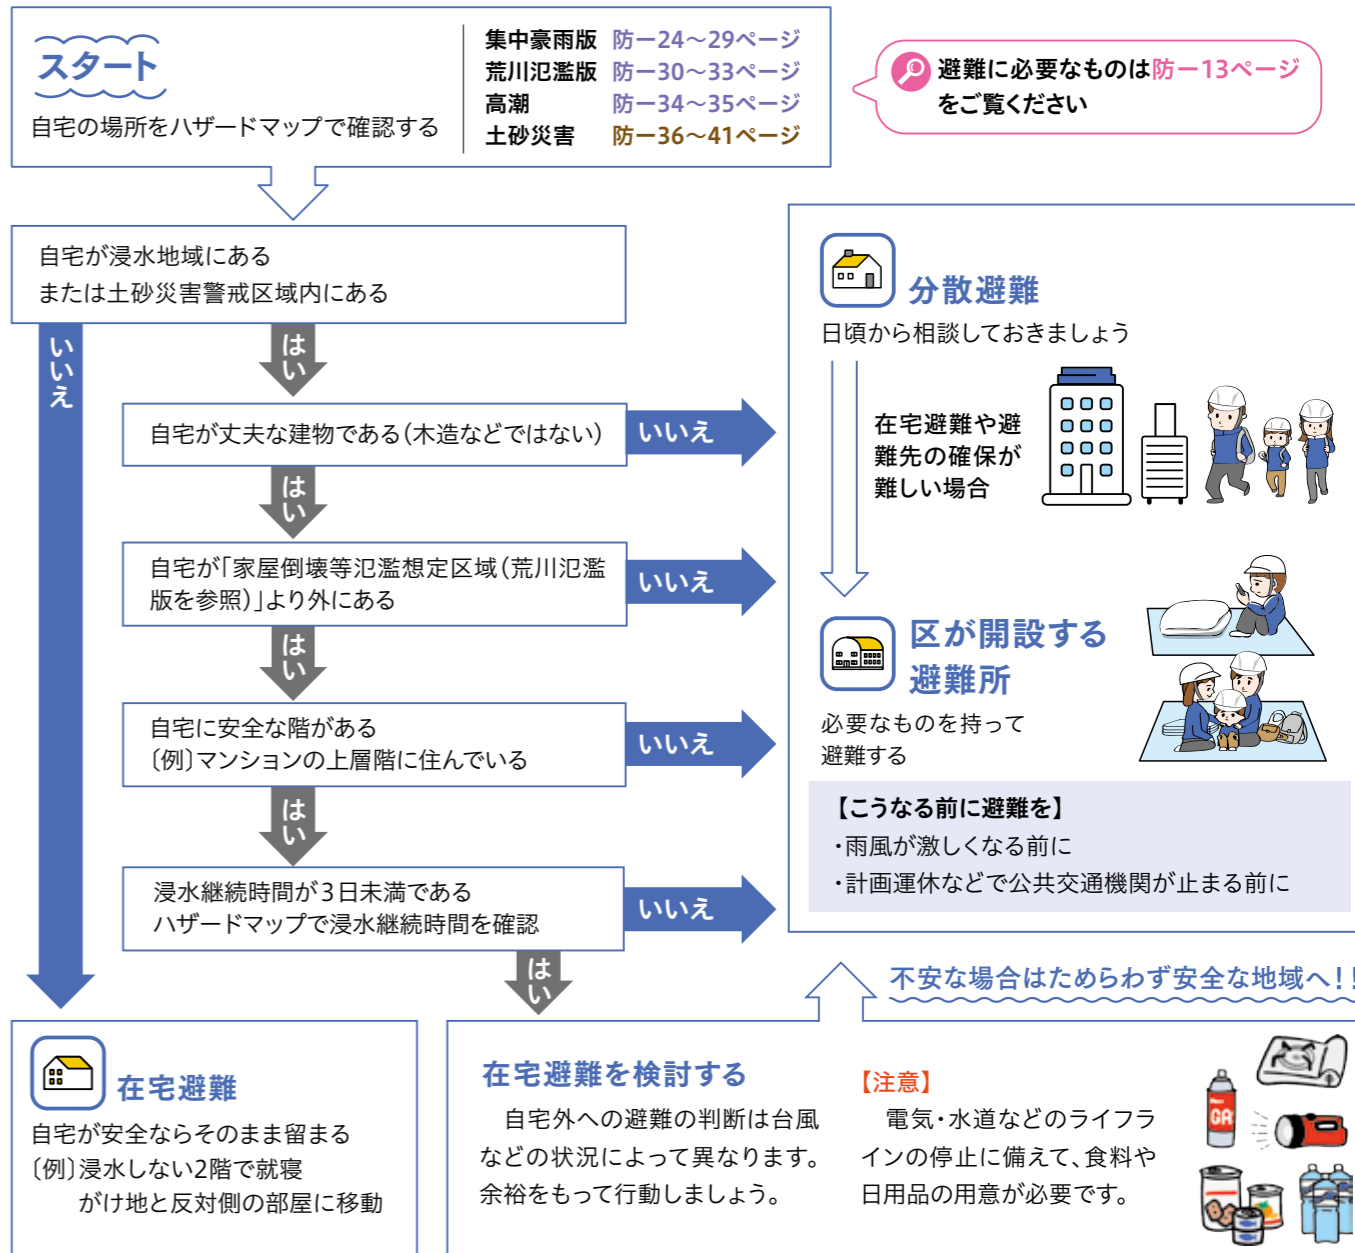 スタート
自宅の場所をハザードマップで確認する
集中豪雨版 防ー24〜29ページ
荒川氾濫版 防ー30〜33ページ
高潮 防ー34〜35ページ
土砂災害 防ー36〜41ページ
避難に必要なものは防ー13ページ
をご覧ください
自宅が浸水地域にある
または土砂災害警戒区域内にある
いいえ
はい
自宅が丈夫な建物である(木造などではない)
いいえ
はい
自宅が「家屋倒壊等氾濫想定区域(荒川氾濫
版を参照)」より外にある
いいえ
はい
自宅に安全な階がある
〔例〕マンションの上層階に住んでいる
いいえ
はい
浸水継続時間が3日未満である
ハザードマップで浸水継続時間を確認
いいえ
はい
分散避難
日頃から相談しておきましょう
在宅避難や避
難先の確保が
難しい場合
区が開設する
避難所
必要なものを持って
避難する
【こうなる前に避難を】
・雨風が激しくなる前に
・計画運休などで公共交通機関が止まる前に
不安な場合はためらわず安全な地域へ!!
在宅避難
自宅が安全ならそのまま留まる
〔例〕浸水しない2階で就寝
がけ地と反対側の部屋に移動
在宅避難を検討する
自宅外への避難の判断は台風
などの状況によって異なります。
余裕をもって行動しましょう。
【注意】
電気・水道などのライフラ
インの停止に備えて、食料や
日用品の用意が必要です。
GA